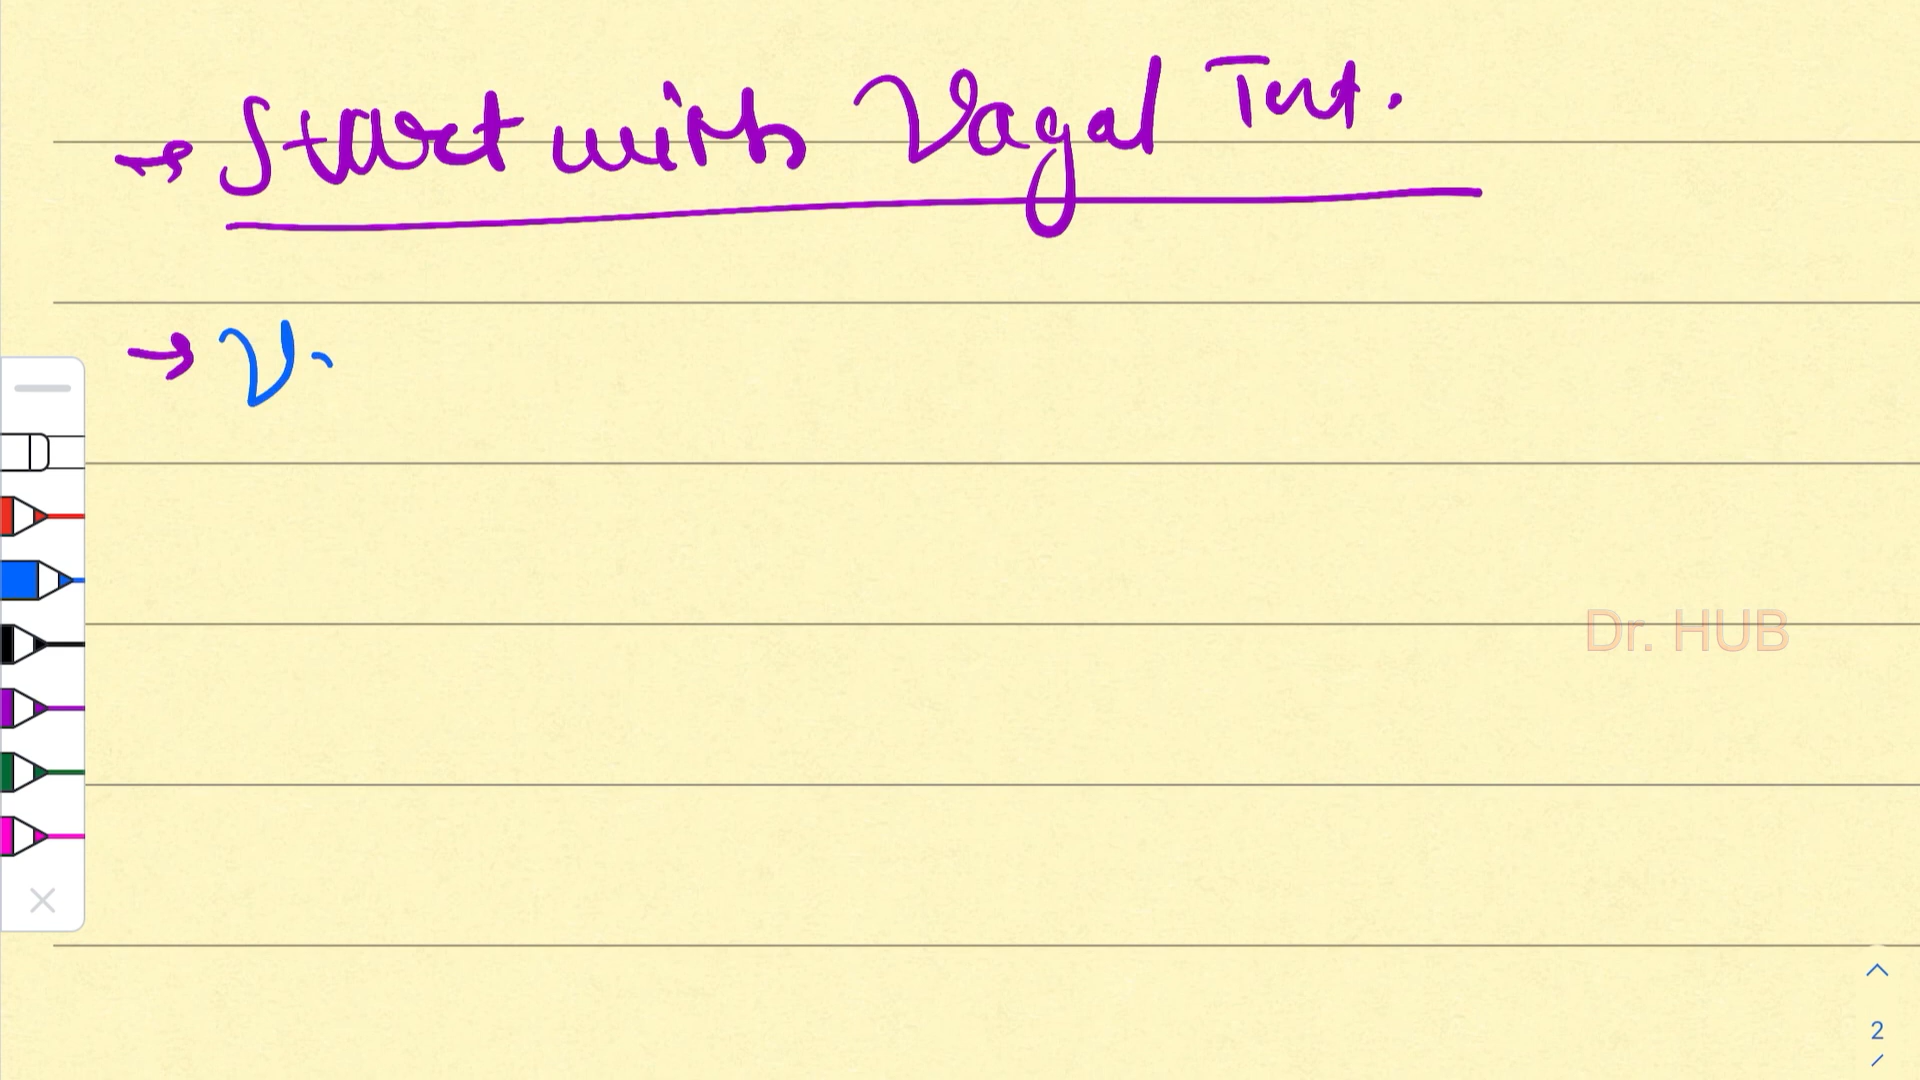 → Start with Vagal Test.
→ V
Dr. HUB
2